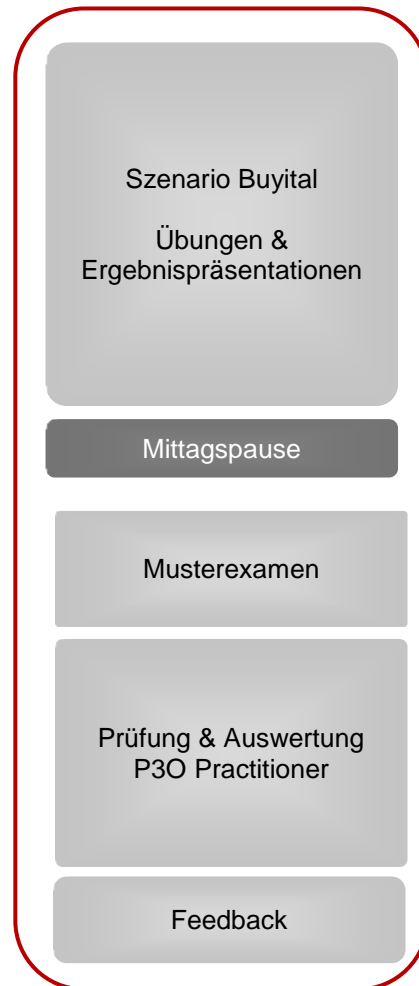 Szenario Buyital
Übungen &
Ergebnispräsentationen
Mittagspause
Musterexamen
Prüfung & Auswertung
P3O Practitioner
Feedback